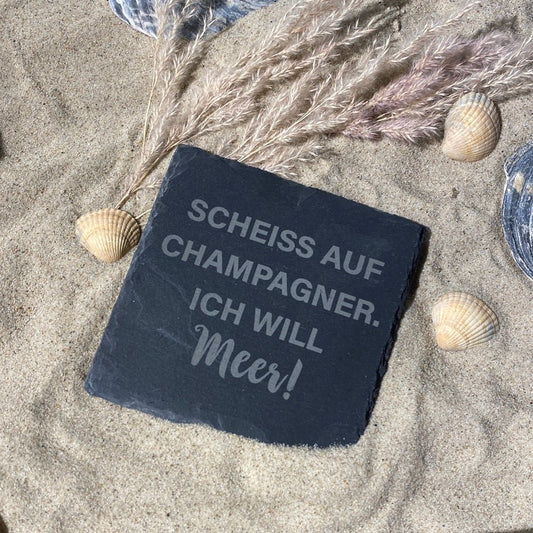 SCHEISS AUF
CHAMPAGNER.
ICH WILL
Meer!